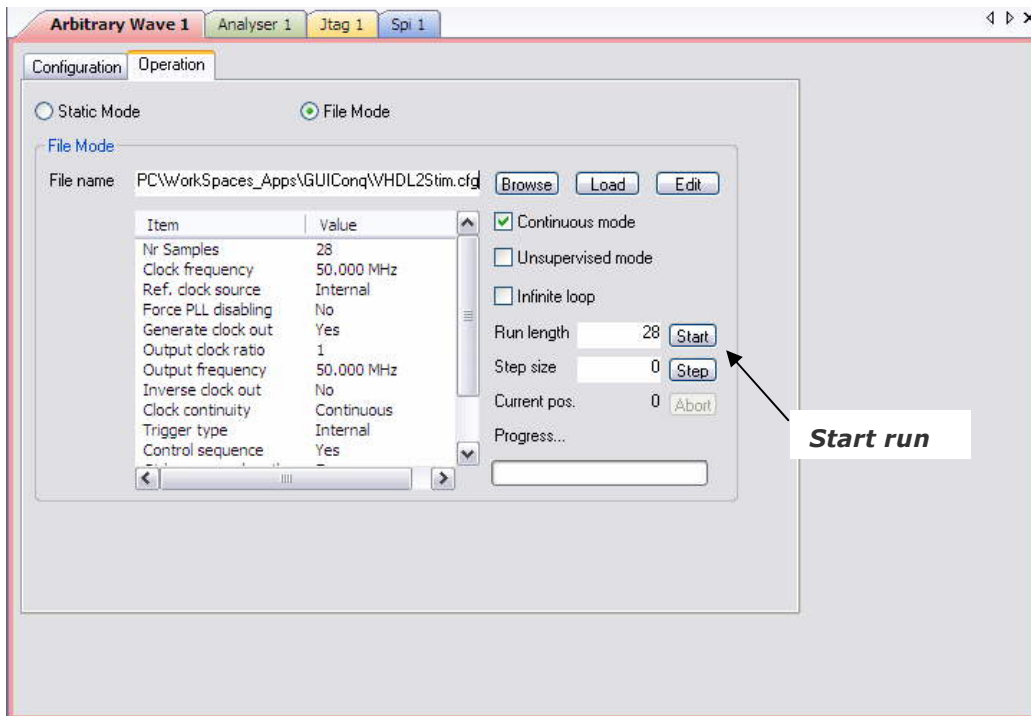 Arbitrary Wave 1 Analyser 1 Jtag 1 Spi 1
Configuration Operation
Static Mode File Mode
File Mode
File name PC\WorkSpaces_Apps\GUIConq\VHDL2Stim.cfg Browse Load Edit
Item Value
Nr Samples 28
Clock frequency 50.000 MHz
Ref. clock source Internal
Force PLL disabling No
Generate clock out Yes
Output clock ratio 1
Output frequency 50.000 MHz
Inverse clock out No
Clock continuity Continuous
Trigger type Internal
Control sequence Yes
Continuous mode
Unsupervised mode
Infinite loop
Run length 28 Start
Step size 0 Step
Current pos. 0 Abort
Progress...
Start run